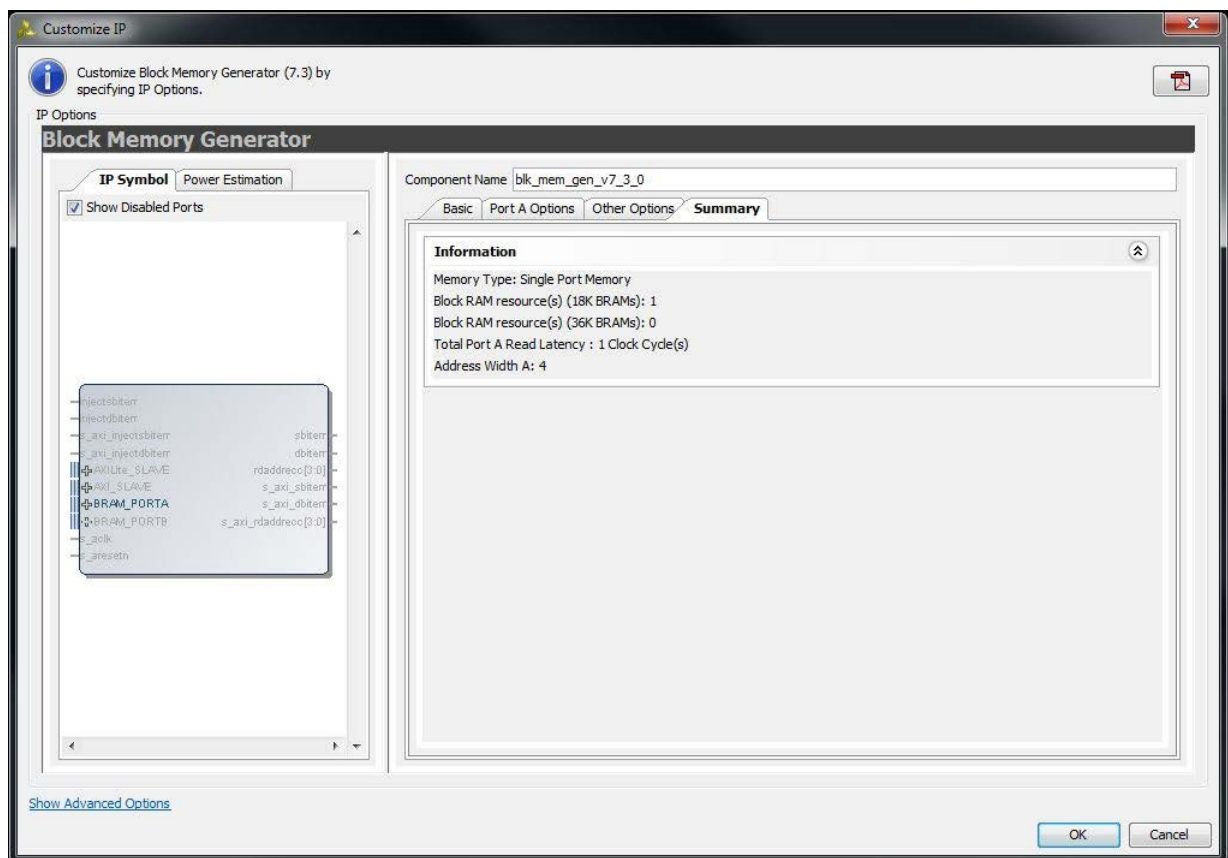 Customize IP
Customize Block Memory Generator (7.3) by
specifying IP Options.
IP Options
Block Memory Generator
IP Symbol
Power Estimation
Show Disabled Ports
injectsbiterr
injectdbiterr
s_axi_injectsbiterr
s_axi_injectdbiterr
AXILite_SLAVE
AXI_SLAVE
BRAM_PORTA
BRAM_PORTB
s_aclk
s_aresetn
sbiterr
dbiterr
rdaddrecc[3:0]
s_axi_sbiterr
s_axi_dbiterr
s_axi_rdaddrecc[3:0]
Component Name blk_mem_gen_v7_3_0
Basic
Port A Options
Other Options
Summary
Information
Memory Type: Single Port Memory
Block RAM resource(s) (18K BRAMs): 1
Block RAM resource(s) (36K BRAMs): 0
Total Port A Read Latency : 1 Clock Cycle(s)
Address Width A: 4
Show Advanced Options
OK
Cancel